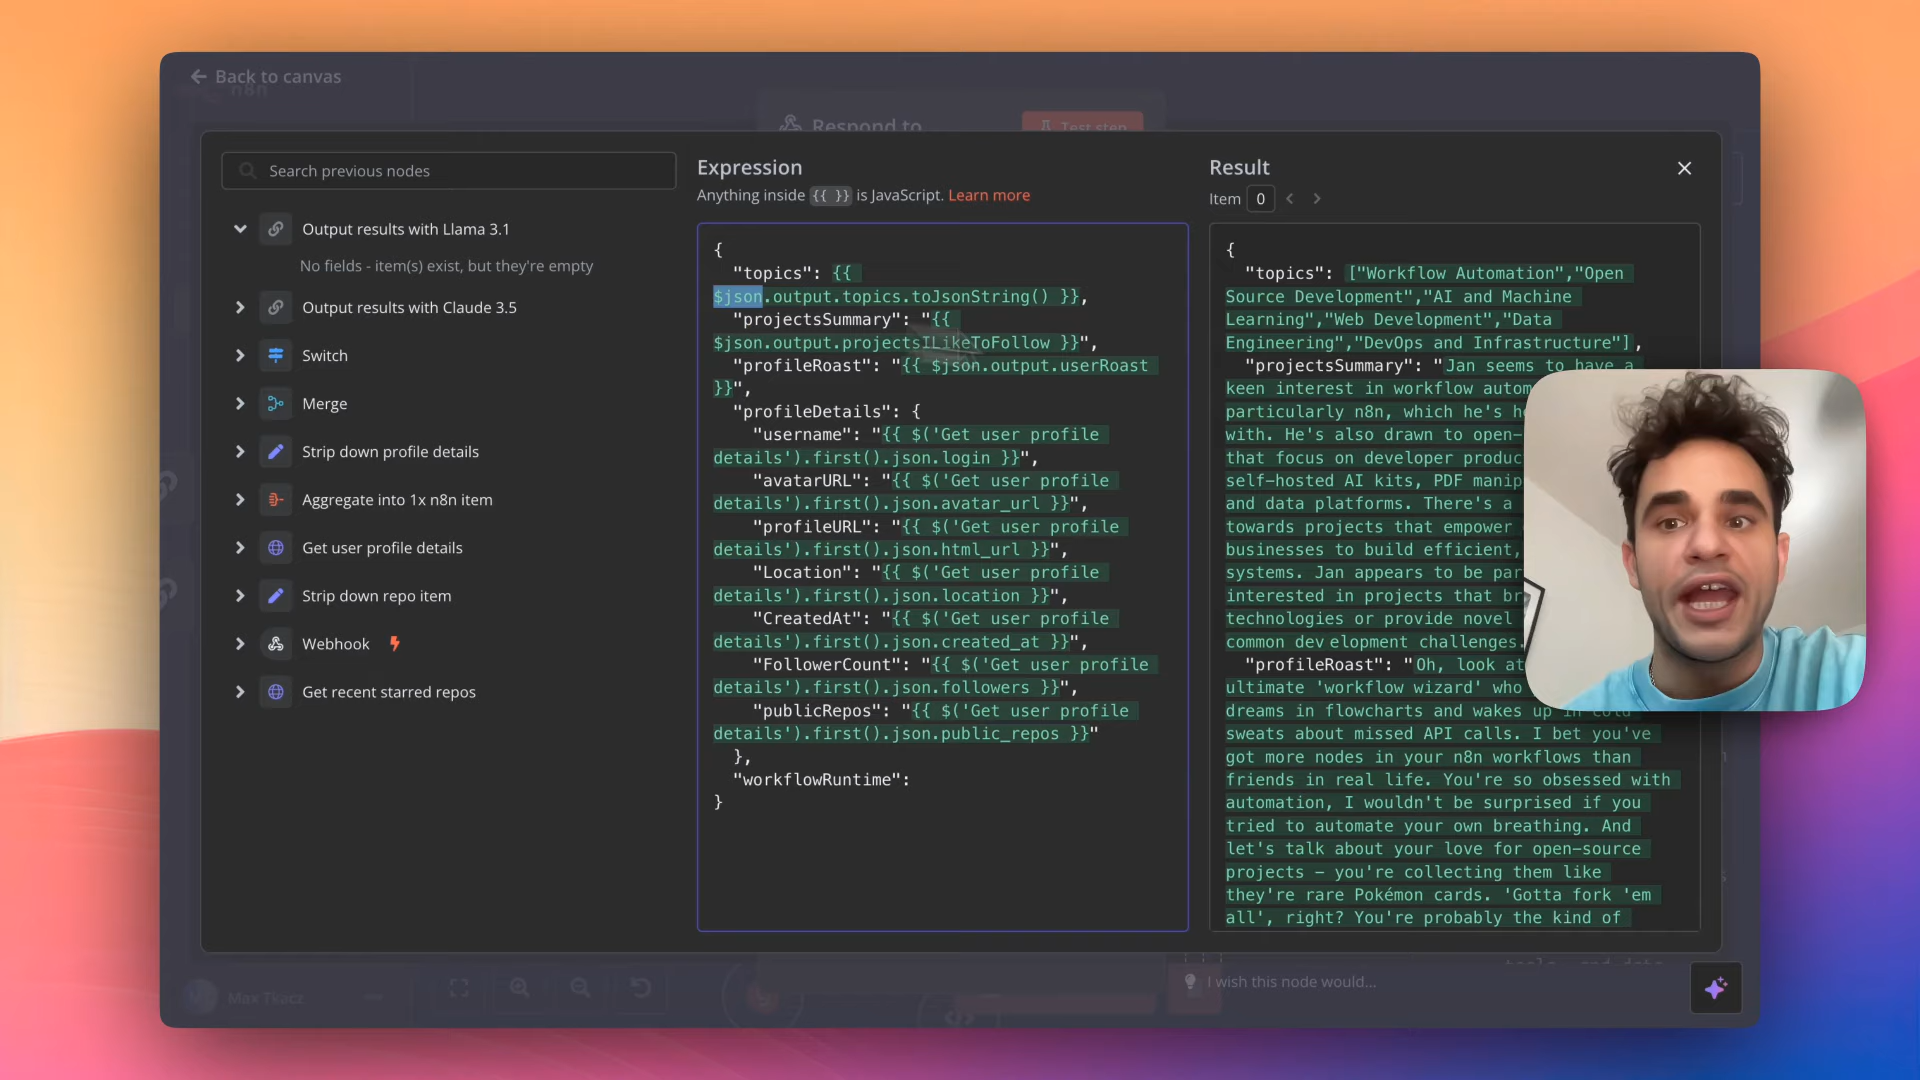 Back to canvas
n8n
Respond to
Test step
Search previous nodes
Output results with Llama 3.1
No fields - item(s) exist, but they're empty
Output results with Claude 3.5
Switch
Merge
Strip down profile details
Aggregate into 1x n8n item
Get user profile details
Strip down repo item
Webhook
Get recent starred repos
Expression
Anything inside {{ }} is JavaScript. Learn more
{
"topics": {{
$json.output.topics.toJsonString() }},
"projectsSummary": "{{
$json.output.projectsILikeToFollow }}",
"profileRoast": "{{ $json.output.userRoast
}}",
"profileDetails": {
"username": "{{ $('Get user profile
details').first().json.login }}",
"avatarURL": "{{ $('Get user profile
details').first().json.avatar_url }}",
"profileURL": "{{ $('Get user profile
details').first().json.html_url }}",
"Location": "{{ $('Get user profile
details').first().json.location }}",
"CreatedAt": "{{ $('Get user profile
details').first().json.created_at }}",
"FollowerCount": "{{ $('Get user profile
details').first().json.followers }}",
"publicRepos": "{{ $('Get user profile
details').first().json.public_repos }}"
},
"workflowRuntime":
}
Result
Item 0
{
"topics": ["Workflow Automation","Open
Source Development","AI and Machine
Learning","Web Development","Data
Engineering","DevOps and Infrastructure"],
"projectsSummary": "Jan seems to have a
keen interest in workflow autom
particularly n8n, which he's he
with. He's also drawn to open-
that focus on developer produc
self-hosted AI kits, PDF manip
and data platforms. There's a
towards projects that empower
businesses to build efficient,
systems. Jan appears to be par
interested in projects that br
technologies or provide novel
common development challenges.
"profileRoast": "Oh, look at
ultimate 'workflow wizard' who
dreams in flowcharts and wakes up in cold
sweats about missed API calls. I bet you've
got more nodes in your n8n workflows than
friends in real life. You're so obsessed with
automation, I wouldn't be surprised if you
tried to automate your own breathing. And
let's talk about your love for open-source
projects – you're collecting them like
they're rare Pokémon cards. 'Gotta fork 'em
all', right? You're probably the kind of
Max Tkacz
I wish this node would...